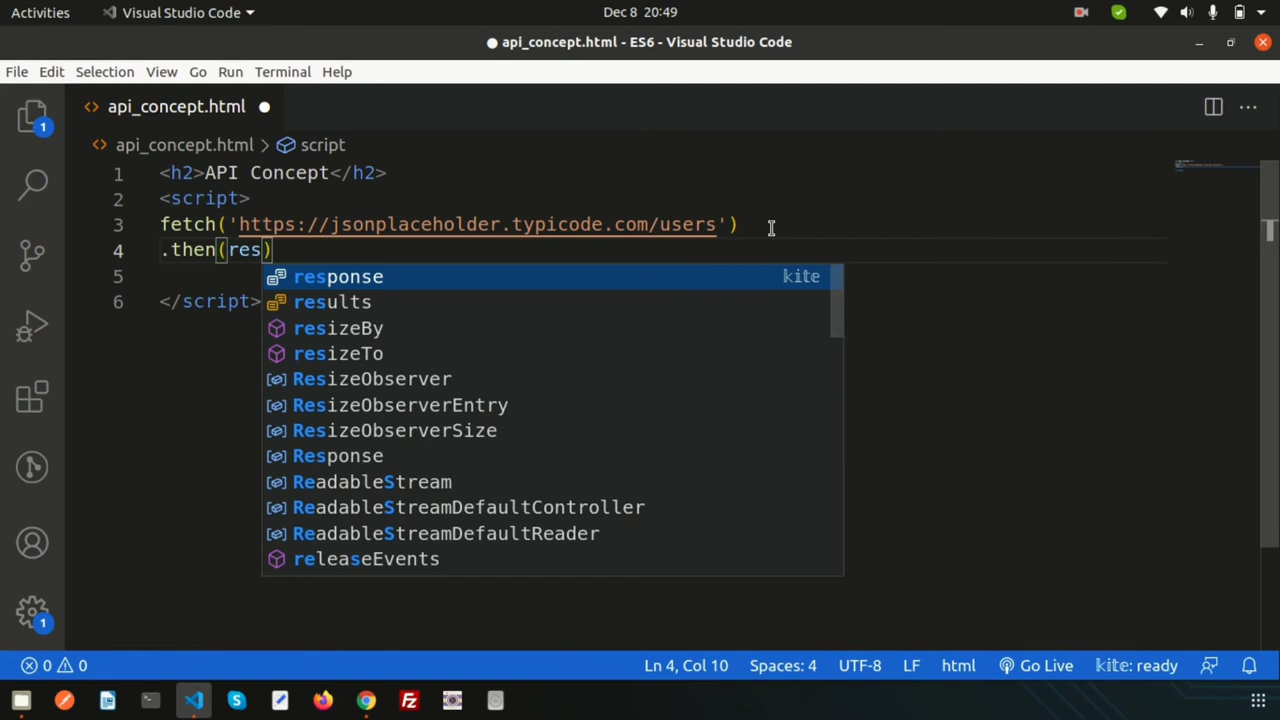 Activities Visual Studio Code Dec 8 20:49
api_concept.html - ES6 - Visual Studio Code
File Edit Selection View Go Run Terminal Help
1 <> api_concept.html
<> api_concept.html > script
1 <h2>API Concept</h2>
2 <script>
3 fetch('https://jsonplaceholder.typicode.com/users')
4 .then(res)
5
6 </script>
response kite
results
resizeBy
resizeTo
ResizeObserver
ResizeObserverEntry
ResizeObserverSize
Response
ReadableStream
ReadableStreamDefaultController
ReadableStreamDefaultReader
releaseEvents
1
0 0 Ln 4, Col 10 Spaces: 4 UTF-8 LF html Go Live kite: ready